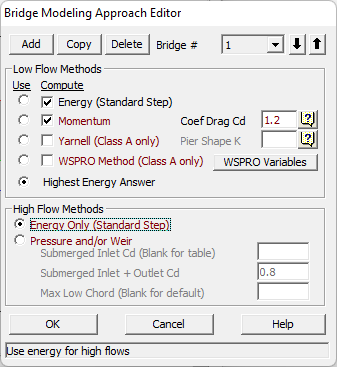 Bridge Modeling Approach Editor
Add Copy Delete Bridge # 1
Low Flow Methods
Use Compute
Energy (Standard Step)
Momentum Coef Drag Cd 1.2
Yarnell (Class A only) Pier Shape K
WSPRO Method (Class A only) WSPRO Variables
Highest Energy Answer
High Flow Methods
Energy Only (Standard Step)
Pressure and/or Weir
Submerged Inlet Cd (Blank for table)
Submerged Inlet + Outlet Cd 0.8
Max Low Chord (Blank for default)
OK Cancel Help
Use energy for high flows